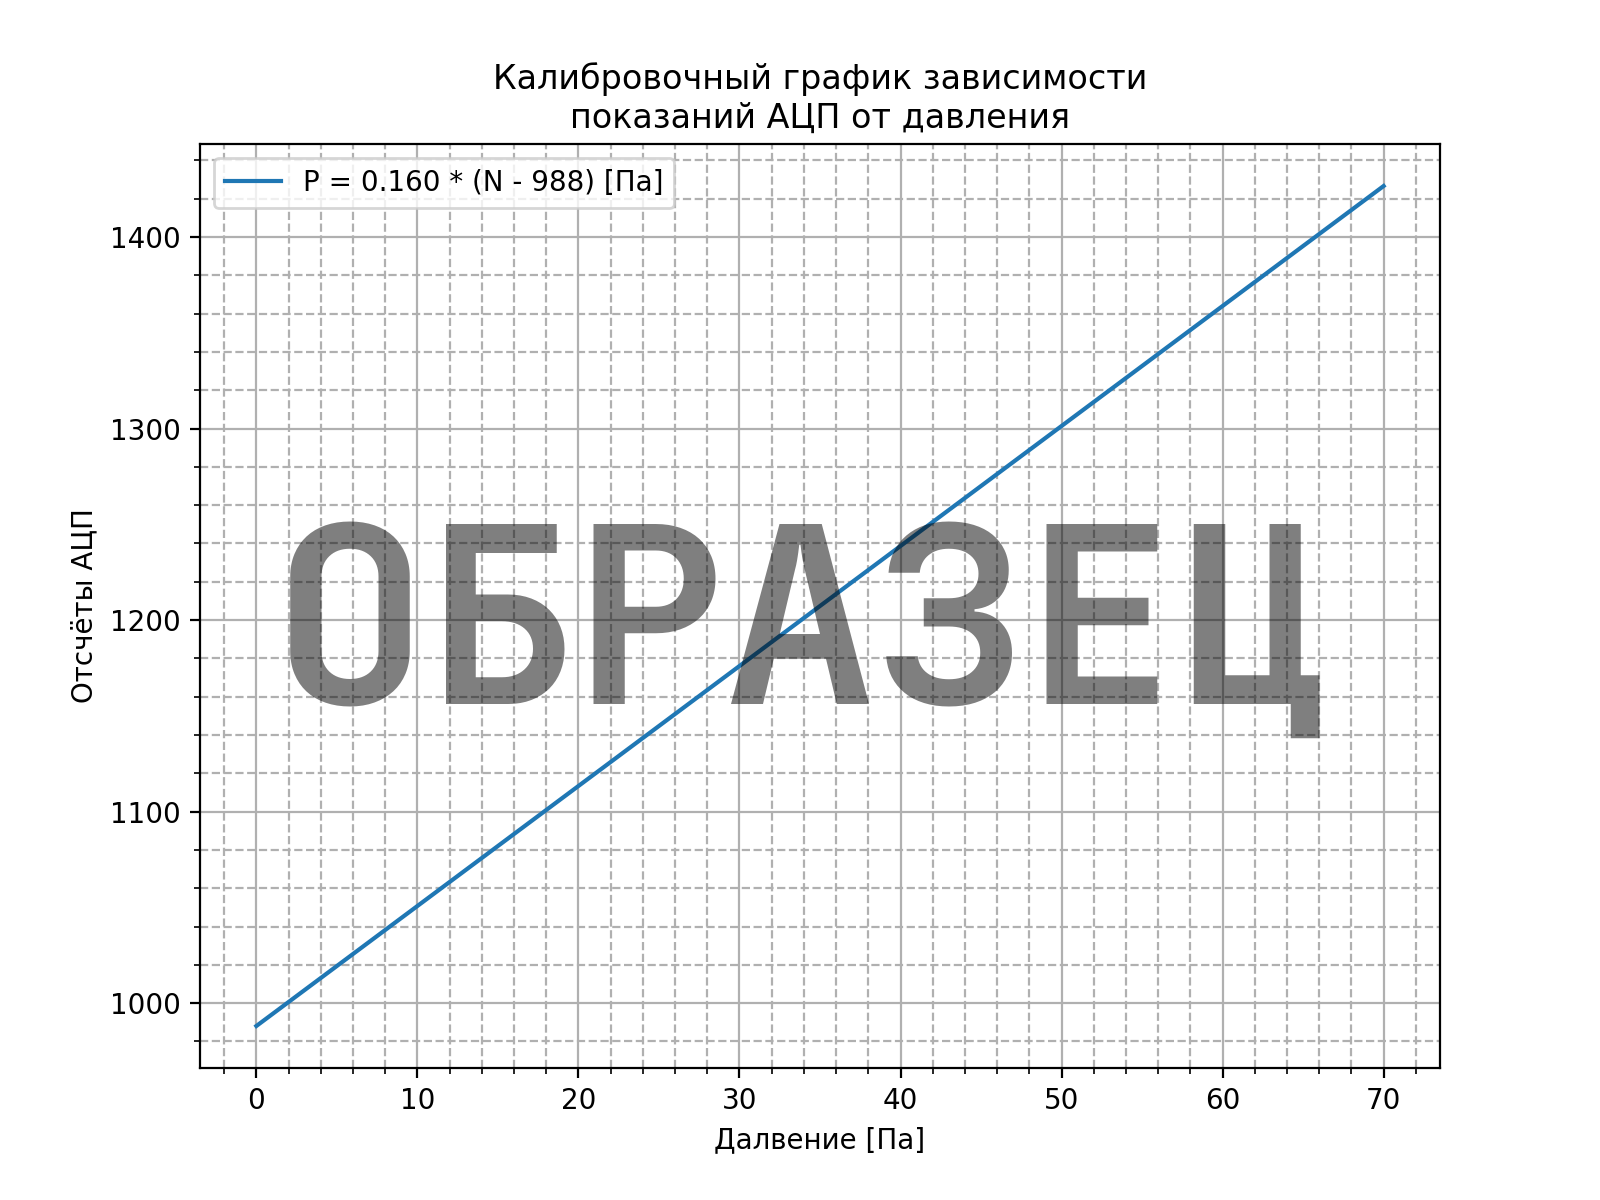 Калибровочный график зависимости
показаний АЦП от давления
P = 0.160 * (N - 988) [Па]
1400
1300
1200
1100
1000
Отсчёты АЦП
ОБРАЗЕЦ
0 10 20 30 40 50 60 70
Далвение [Па]